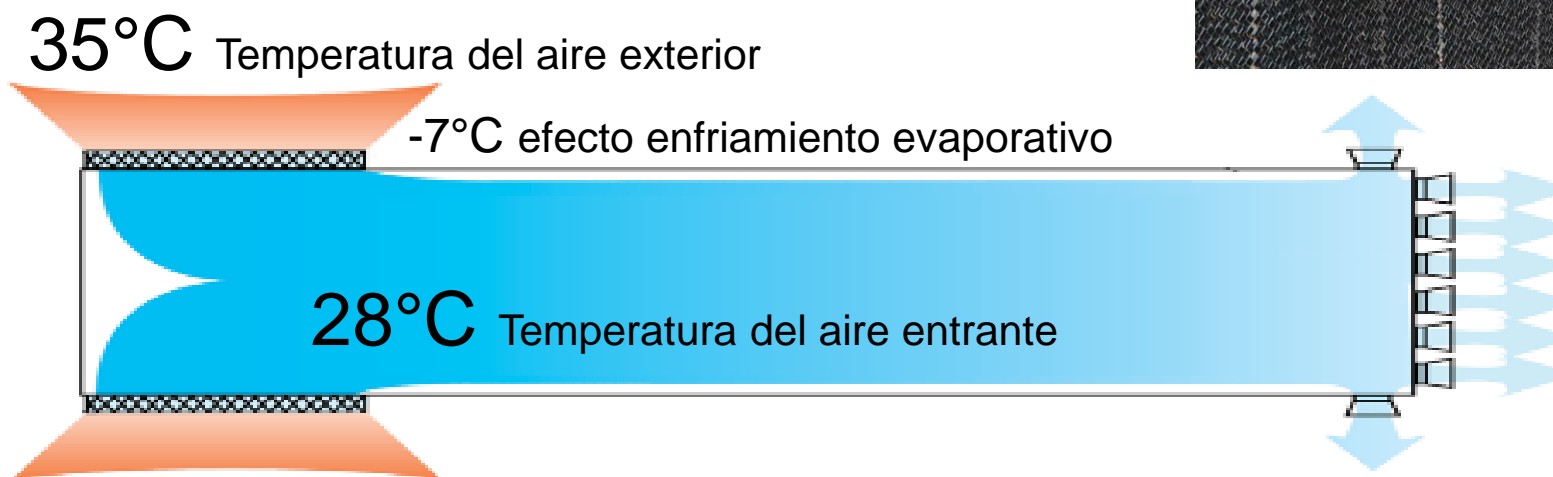 35°C Temperatura del aire exterior
-7°C efecto enfriamiento evaporativo
28°C Temperatura del aire entrante